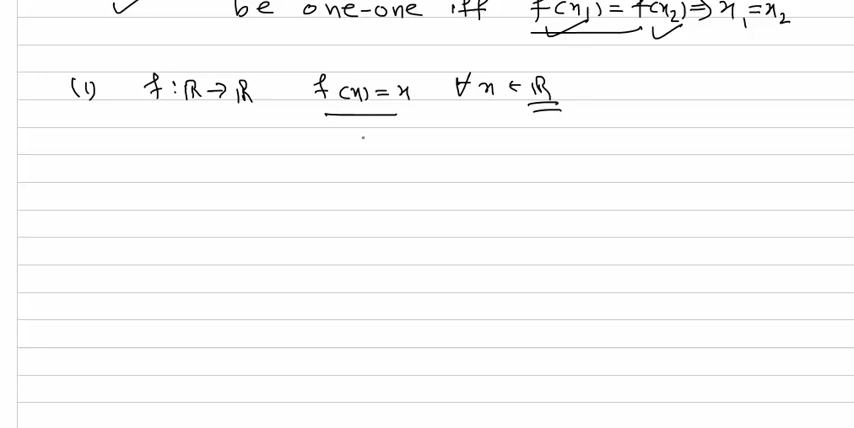 be one-one iff f(x₁) = f(x₂) ⇒ x₁ = x₂
(1) f : ℝ → ℝ f(x) = x ∀ x ∈ ℝ